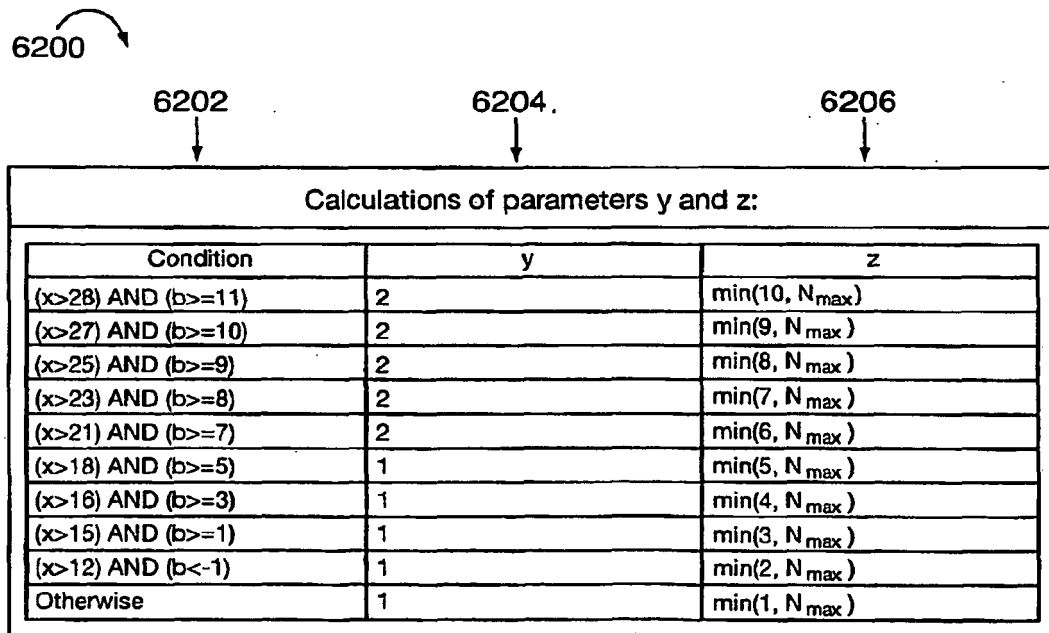 6200
6202 6204. 6206
Calculations of parameters y and z:
Condition y z
(x>28) AND (b>=11) 2 min(10, Nmax)
(x>27) AND (b>=10) 2 min(9, Nmax)
(x>25) AND (b>=9) 2 min(8, Nmax)
(x>23) AND (b>=8) 2 min(7, Nmax)
(x>21) AND (b>=7) 2 min(6, Nmax)
(x>18) AND (b>=5) 1 min(5, Nmax)
(x>16) AND (b>=3) 1 min(4, Nmax)
(x>15) AND (b>=1) 1 min(3, Nmax)
(x>12) AND (b<-1) 1 min(2, Nmax)
Otherwise 1 min(1, Nmax)